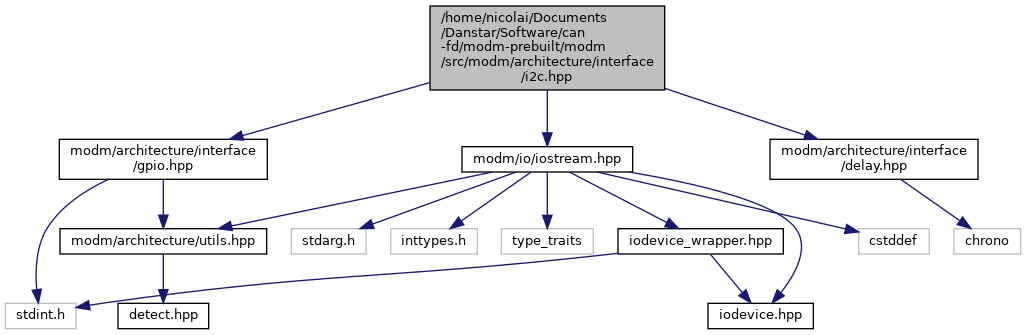 /home/nicolai/Documents
/Danstar/Software/can
-fd/modm-prebuilt/modm
/src/modm/architecture/interface
/i2c.hpp
modm/architecture/interface
/gpio.hpp
modm/io/iostream.hpp
modm/architecture/interface
/delay.hpp
modm/architecture/utils.hpp
stdarg.h
inttypes.h
type_traits
iodevice_wrapper.hpp
cstddef
chrono
stdint.h
detect.hpp
iodevice.hpp